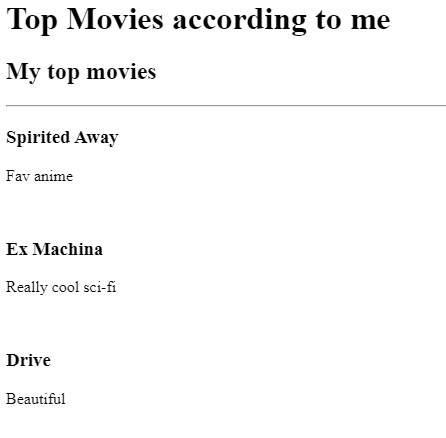 Top Movies according to me
My top movies
Spirited Away
Fav anime
Ex Machina
Really cool sci-fi
Drive
Beautiful